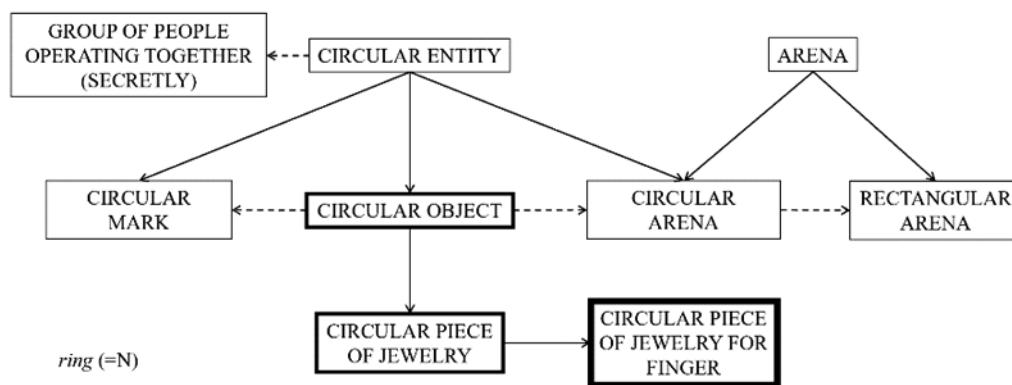 GROUP OF PEOPLE
OPERATING TOGETHER
(SECRETLY)
CIRCULAR ENTITY
ARENA
CIRCULAR
MARK
CIRCULAR OBJECT
CIRCULAR
ARENA
RECTANGULAR
ARENA
CIRCULAR PIECE
OF JEWELRY
CIRCULAR PIECE
OF JEWELRY FOR
FINGER
ring (=N)